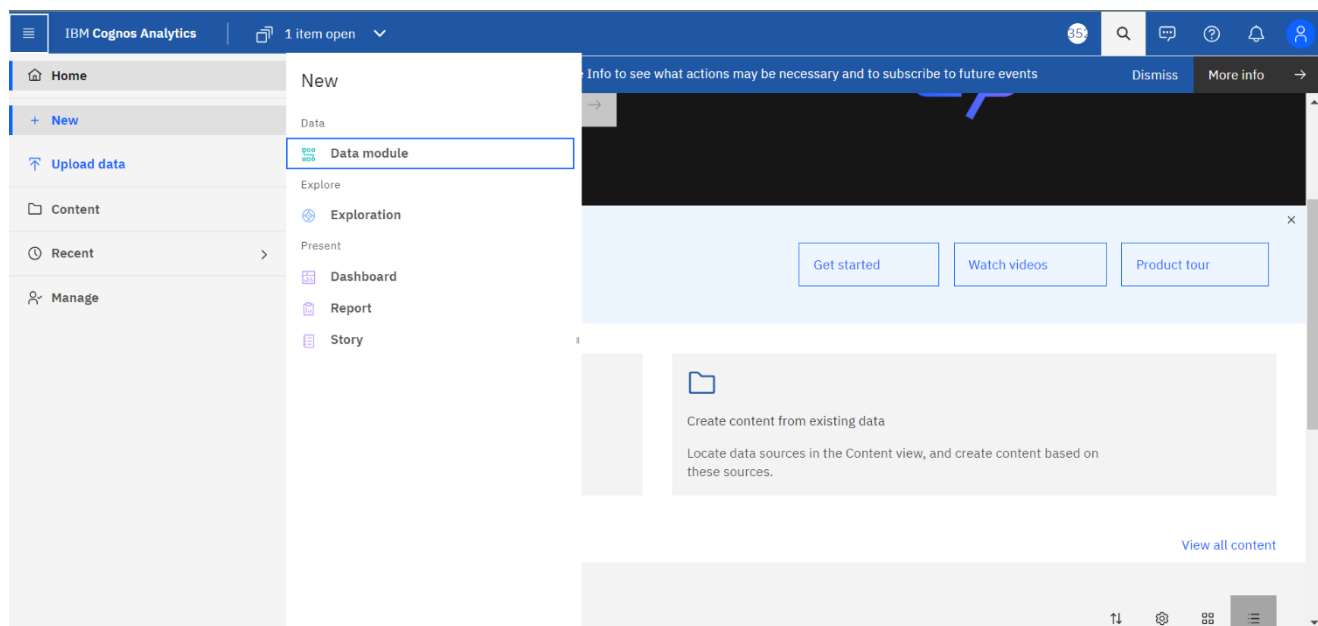 IBM Cognos Analytics
1 item open
352
Home
New
Upload data
Content
Recent
Manage
New
Data
Data module
Explore
Exploration
Present
Dashboard
Report
Story
Info to see what actions may be necessary and to subscribe to future events
Dismiss
More info
Get started
Watch videos
Product tour
Create content from existing data
Locate data sources in the Content view, and create content based on
these sources.
View all content